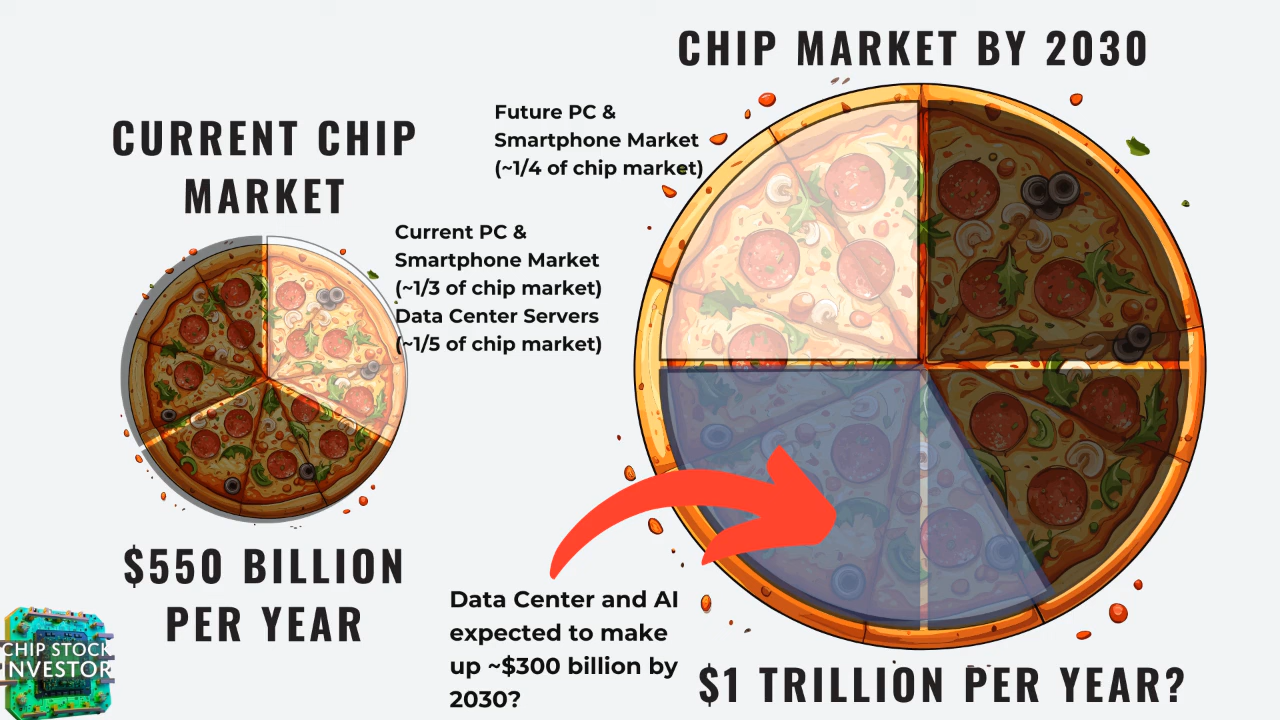 CHIP MARKET BY 2030
Future PC &
Smartphone Market
(~1/4 of chip market)
CURRENT CHIP
MARKET
Current PC &
Smartphone Market
(~1/3 of chip market)
Data Center Servers
(~1/5 of chip market)
$550 BILLION
PER YEAR
Data Center and AI
expected to make
up ~$300 billion by
2030?
$1 TRILLION PER YEAR?
CHIP STOCK
INVESTOR